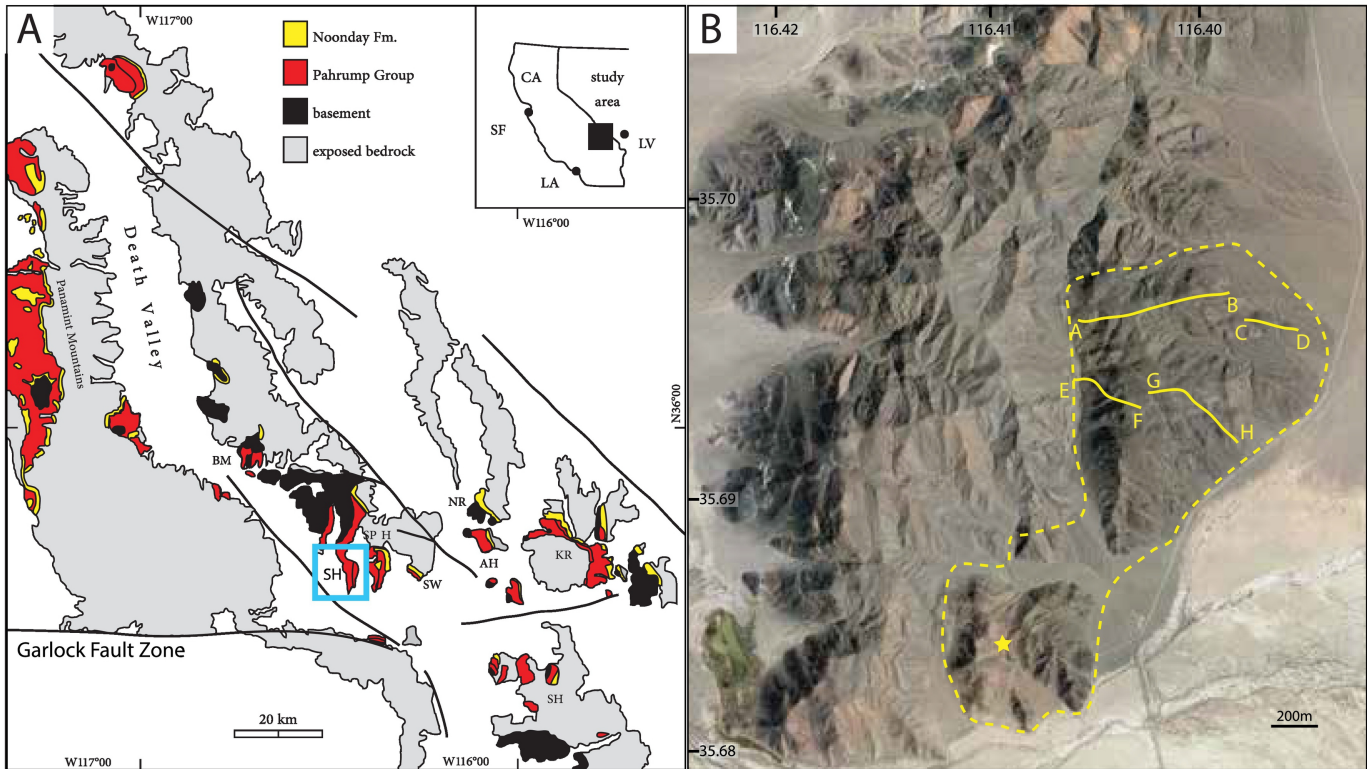 A
W117°00'
Noonday Fm.
Pahrump Group
basement
exposed bedrock
CA
study
area
SF
LV
LA
W116°00'
Death Valley
Panamint Mountains
N36°00'
BM
NR
SP H
KR
SH
SW
AH
Garlock Fault Zone
SH
20 km
W117°00'
W116°00'
B
116.42
116.41
116.40
35.70
A
B
C
D
E
F
G
H
35.69
35.68
200m